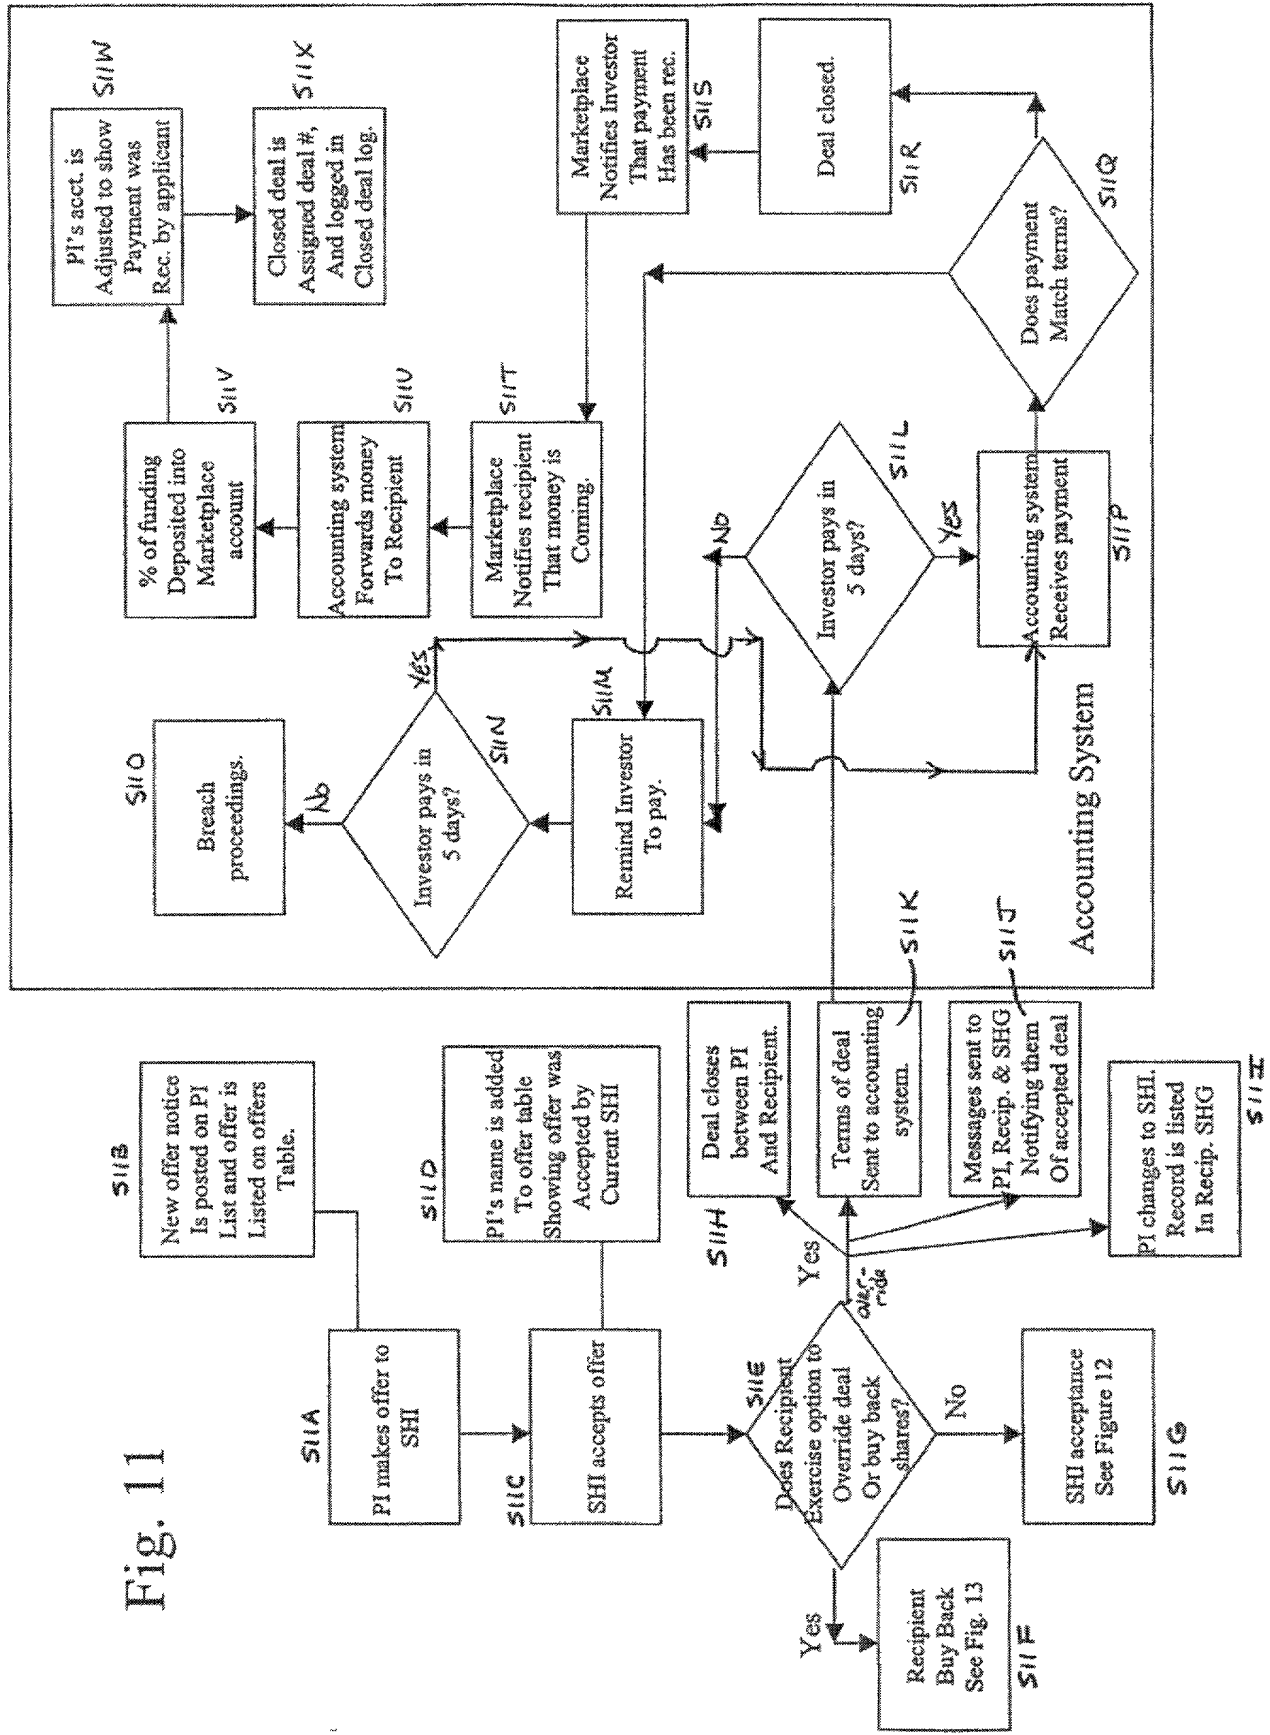 Fig. 11
S11A
PI makes offer to
SHI
S11B
New offer notice
Is posted on PI
List and offer is
Listed on offers
Table.
S11C
SHI accepts offer
S11D
PI's name is added
To offer table
Showing offer was
Accepted by
Current SHI
S11E
Does Recipient
Exercise option to
Override deal
Or buy back
shares?
Yes
Recipient
Buy Back
See Fig. 13
S11F
No
SHI acceptance
See Figure 12
S11G
Yes
over-
ride
S11H
Deal closes
between PI
And Recipient.
Terms of deal
Sent to accounting
system.
S11K
Messages sent to
PI, Recip. & SHG
Notifying them
Of accepted deal
S11J
PI changes to SHI.
Record is listed
In Recip. SHG
S11I
Accounting System
Investor pays in
5 days?
S11L
No
Yes
Remind Investor
To pay.
S11M
Investor pays in
5 days?
S11N
Yes
No
S11O
Breach
proceedings.
Accounting system
Receives payment
S11P
Does payment
Match terms?
S11Q
Deal closed.
S11R
Marketplace
Notifies Investor
That payment
Has been rec.
S11S
Marketplace
Notifies recipient
That money is
Coming.
S11T
Accounting system
Forwards money
To Recipient
S11U
% of funding
Deposited into
Marketplace
account
S11V
PI's acct. is
Adjusted to show
Payment was
Rec. by applicant
S11W
Closed deal is
Assigned deal #,
And logged in
Closed deal log.
S11X